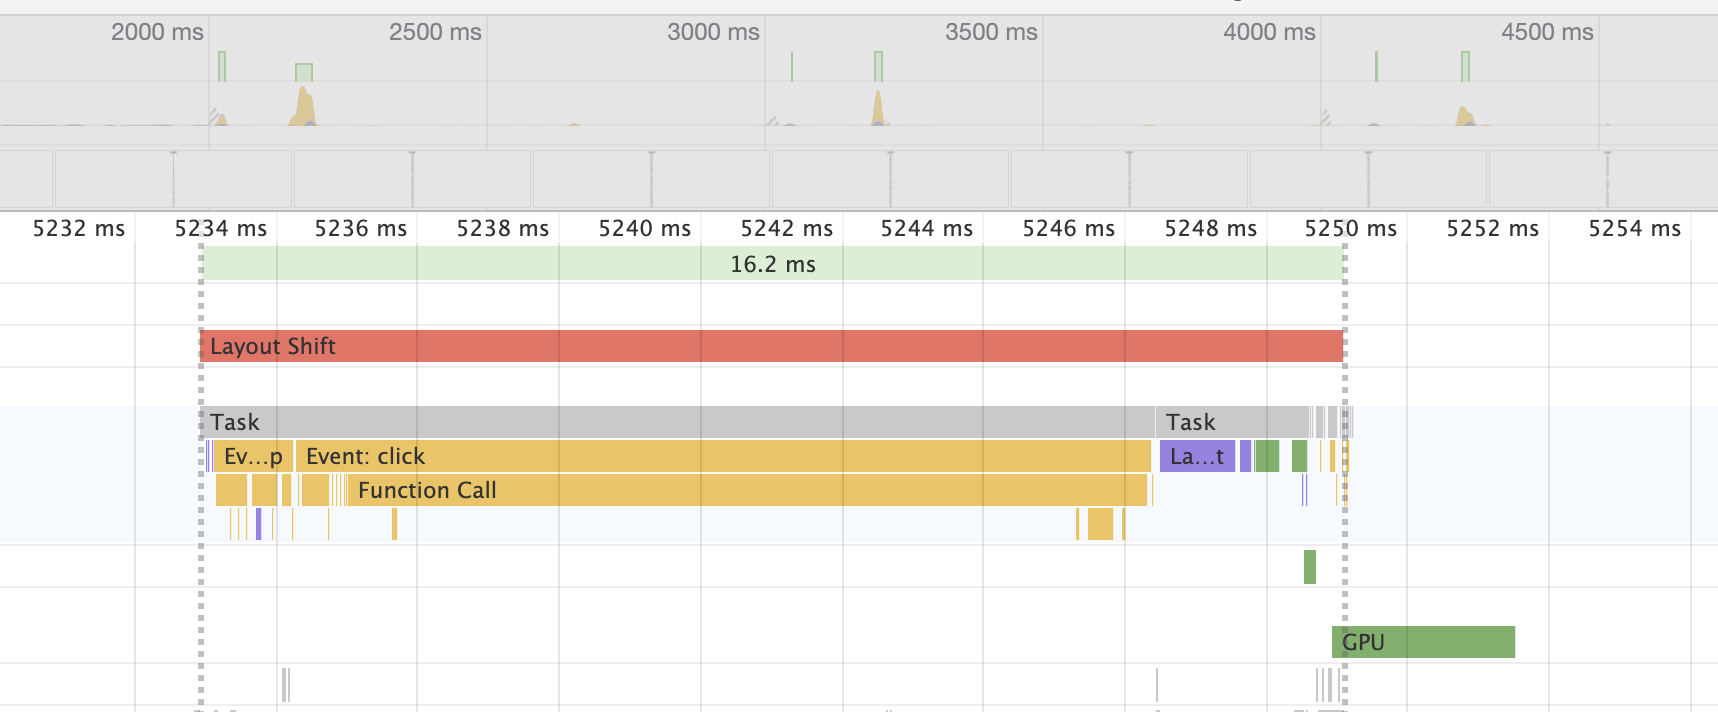 2000 ms 2500 ms 3000 ms 3500 ms 4000 ms 4500 ms
5232 ms 5234 ms 5236 ms 5238 ms 5240 ms 5242 ms 5244 ms 5246 ms 5248 ms 5250 ms 5252 ms 5254 ms
16.2 ms
Layout Shift
Task Task
Ev…p Event: click La…t
Function Call
GPU